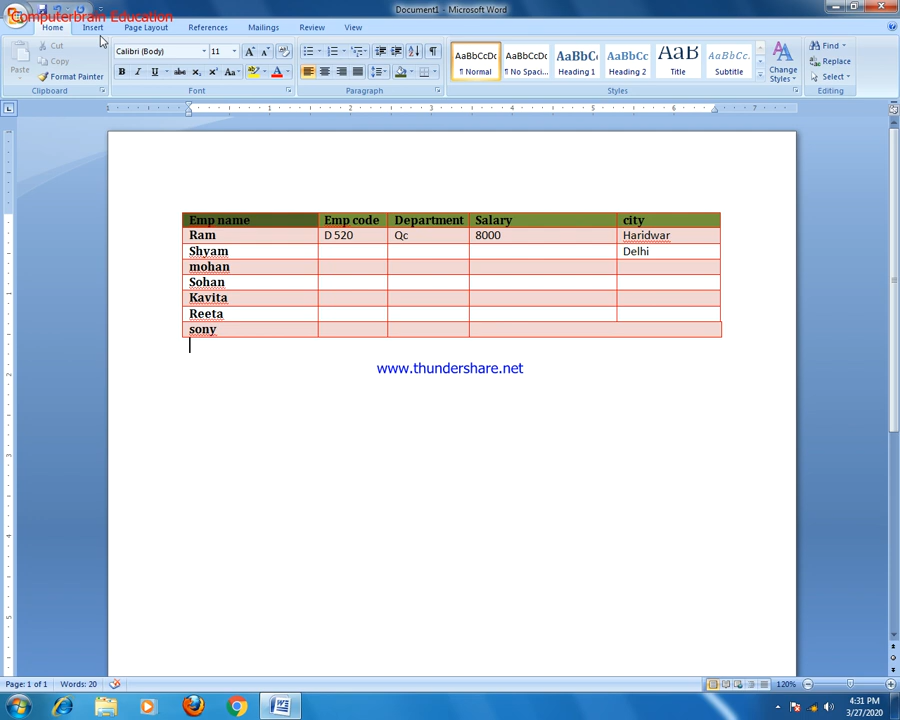 Document1 - Microsoft Word
Computerbrain Education
Home Insert Page Layout References Mailings Review View
Paste
Cut
Copy
Format Painter
Clipboard
Calibri (Body) 11
Font
Paragraph
AaBbCcDc AaBbCcDc AaBbCc AaBbCc AaB AaBbCc.
¶ Normal ¶ No Spaci... Heading 1 Heading 2 Title Subtitle
Change Styles
Styles
Find
Replace
Select
Editing
Emp name Emp code Department Salary city
Ram D 520 Qc 8000 Haridwar
Shyam Delhi
mohan
Sohan
Kavita
Reeta
sony
www.thundershare.net
Page: 1 of 1 Words: 20 120%
4:31 PM
3/27/2020